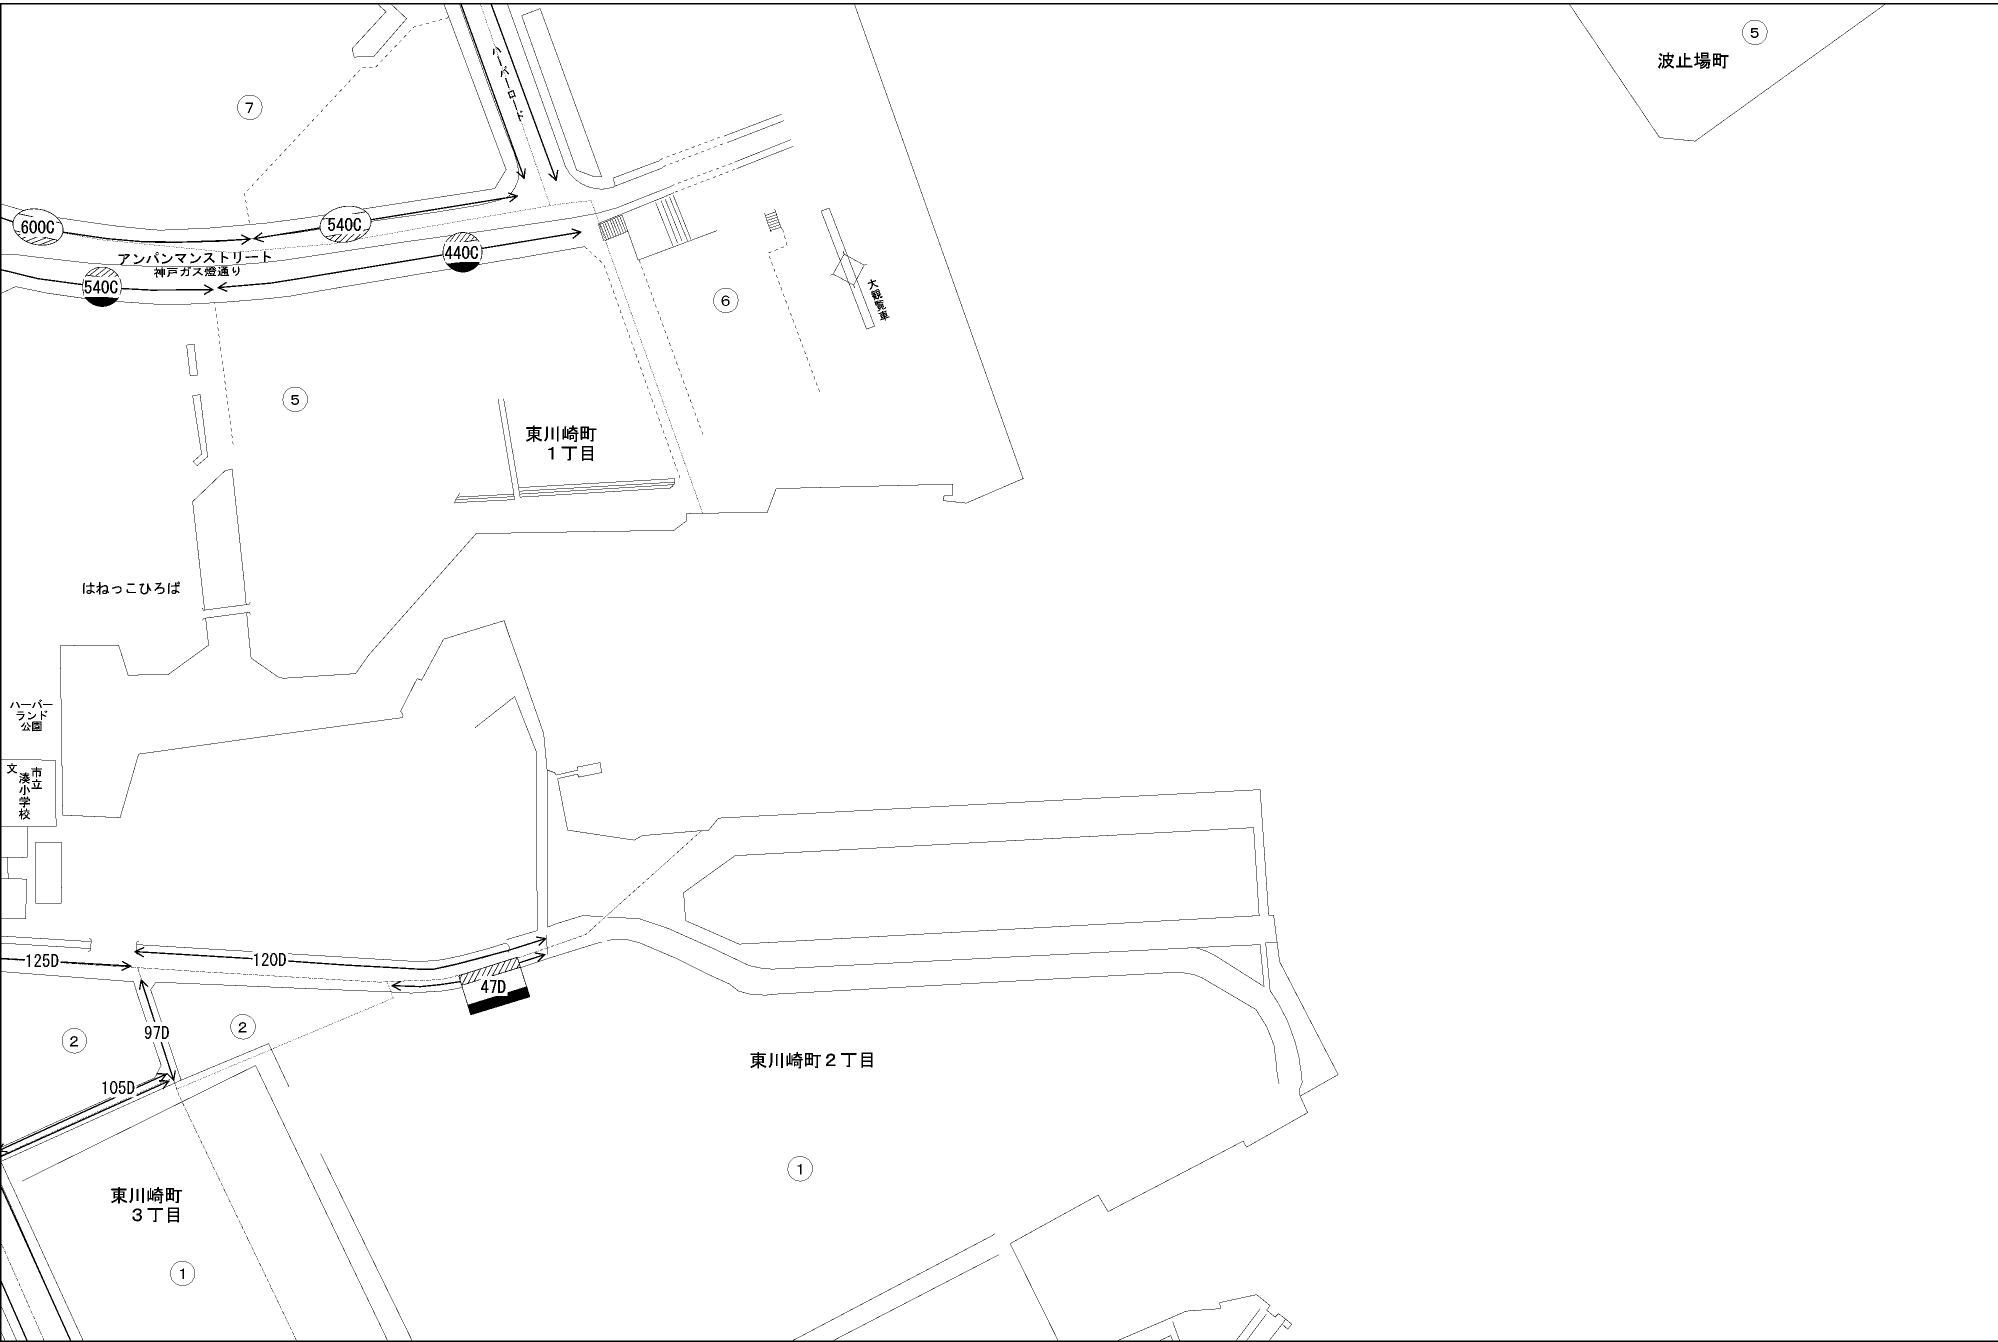 ⑤
波止場町
ハーバーロード
⑦
600C
540C
アンパンマンストリート
神戸ガス燈通り
440C
540C
大観覧車
⑥
⑤
東川崎町
1丁目
はねっこひろば
ハーバー
ランド
公園
文
市立
湊小学校
125D
120D
47D
97D
②
②
105D
東川崎町2丁目
①
東川崎町
3丁目
①